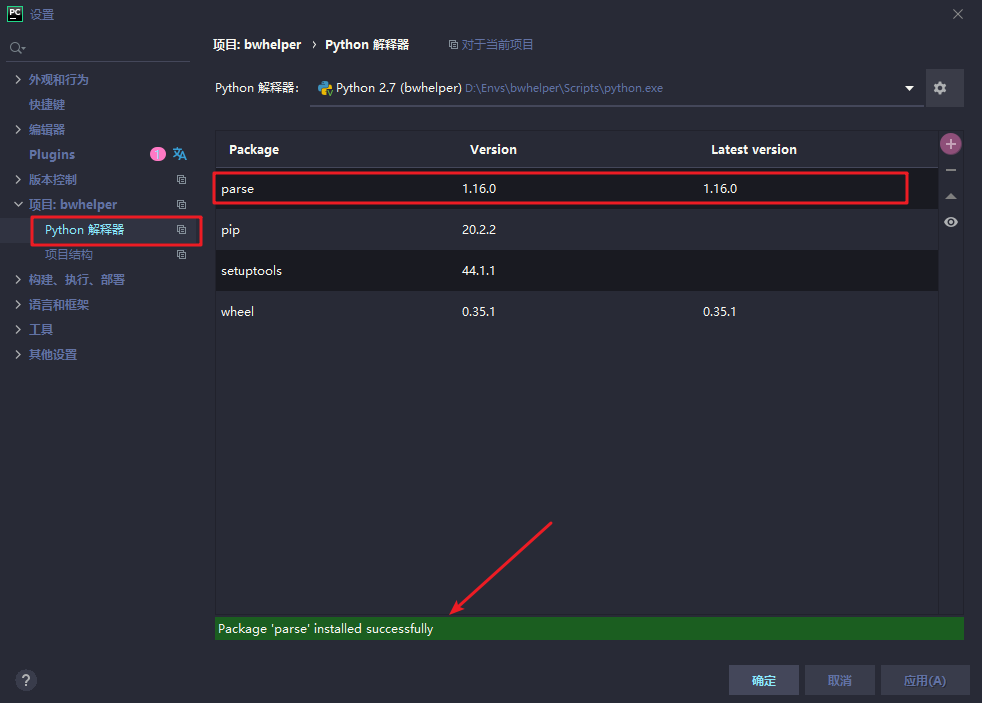 PC 设置
项目: bwhelper › Python 解释器 对于当前项目
外观和行为
快捷键
编辑器
Plugins 1
版本控制
项目: bwhelper
Python 解释器
项目结构
构建、执行、部署
语言和框架
工具
其他设置
Python 解释器: Python 2.7 (bwhelper) D:\Envs\bwhelper\Scripts\python.exe
Package Version Latest version
parse 1.16.0 1.16.0
pip 20.2.2
setuptools 44.1.1
wheel 0.35.1 0.35.1
Package 'parse' installed successfully
? 确定 取消 应用(A)